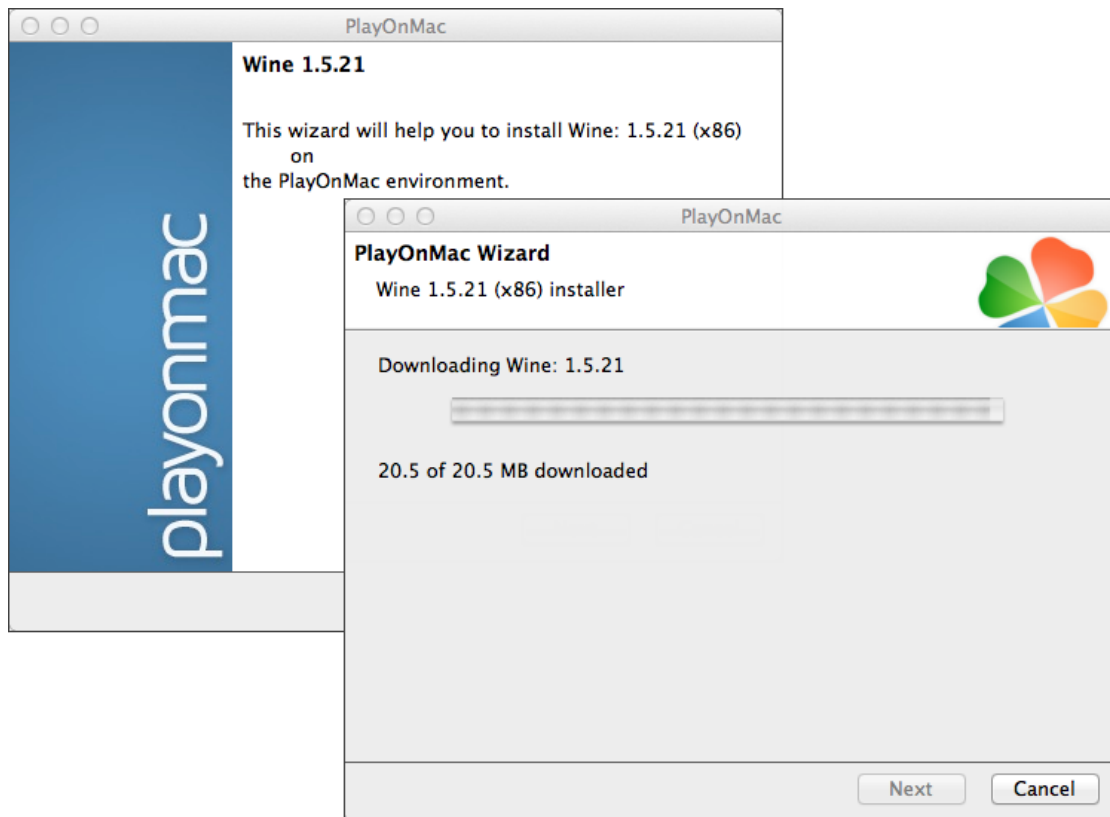 PlayOnMac
Wine 1.5.21
This wizard will help you to install Wine: 1.5.21 (x86)
on
the PlayOnMac environment.
playonmac
PlayOnMac
PlayOnMac Wizard
Wine 1.5.21 (x86) installer
Downloading Wine: 1.5.21
20.5 of 20.5 MB downloaded
Next
Cancel